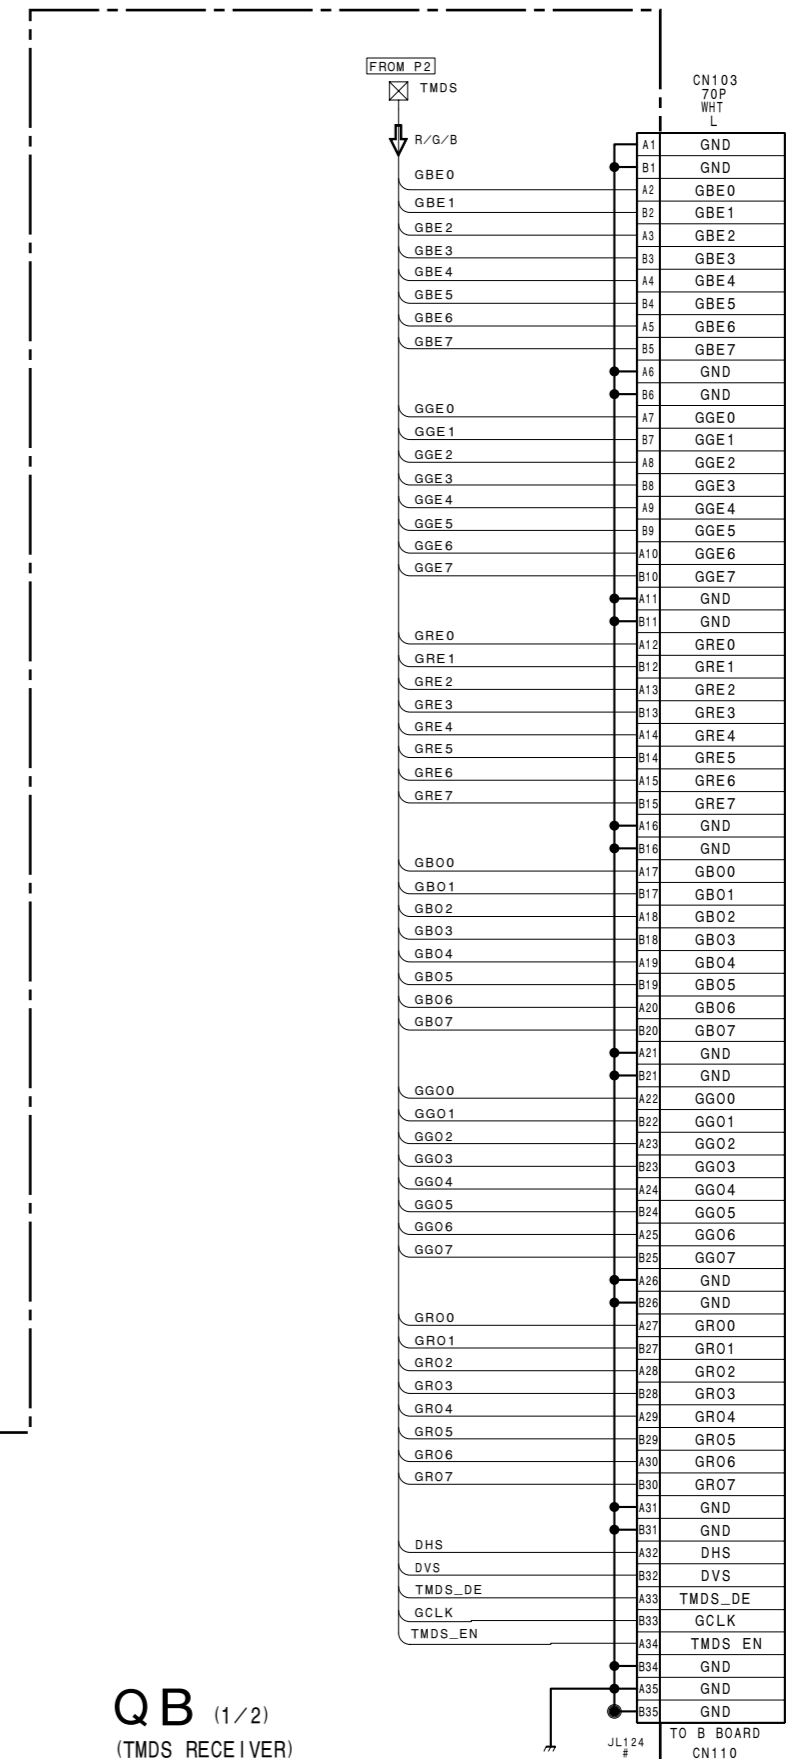 FROM P2
TMDS
R/G/B
CN103
70P
WHT
L
A1 GND
B1 GND
GBE0 A2 GBE0
GBE1 B2 GBE1
GBE2 A3 GBE2
GBE3 B3 GBE3
GBE4 A4 GBE4
GBE5 B4 GBE5
GBE6 A5 GBE6
GBE7 B5 GBE7
A6 GND
B6 GND
GGE0 A7 GGE0
GGE1 B7 GGE1
GGE2 A8 GGE2
GGE3 B8 GGE3
GGE4 A9 GGE4
GGE5 B9 GGE5
GGE6 A10 GGE6
GGE7 B10 GGE7
A11 GND
B11 GND
GRE0 A12 GRE0
GRE1 B12 GRE1
GRE2 A13 GRE2
GRE3 B13 GRE3
GRE4 A14 GRE4
GRE5 B14 GRE5
GRE6 A15 GRE6
GRE7 B15 GRE7
A16 GND
B16 GND
GBO0 A17 GBO0
GBO1 B17 GBO1
GBO2 A18 GBO2
GBO3 B18 GBO3
GBO4 A19 GBO4
GBO5 B19 GBO5
GBO6 A20 GBO6
GBO7 B20 GBO7
A21 GND
B21 GND
GGO0 A22 GGO0
GGO1 B22 GGO1
GGO2 A23 GGO2
GGO3 B23 GGO3
GGO4 A24 GGO4
GGO5 B24 GGO5
GGO6 A25 GGO6
GGO7 B25 GGO7
A26 GND
B26 GND
GRO0 A27 GRO0
GRO1 B27 GRO1
GRO2 A28 GRO2
GRO3 B28 GRO3
GRO4 A29 GRO4
GRO5 B29 GRO5
GRO6 A30 GRO6
GRO7 B30 GRO7
A31 GND
B31 GND
DHS A32 DHS
DVS B32 DVS
TMDS_DE A33 TMDS_DE
GCLK B33 GCLK
TMDS_EN A34 TMDS EN
B34 GND
A35 GND
B35 GND
QB (1/2)
(TMDS RECEIVER)
JL124
#
TO B BOARD
CN110